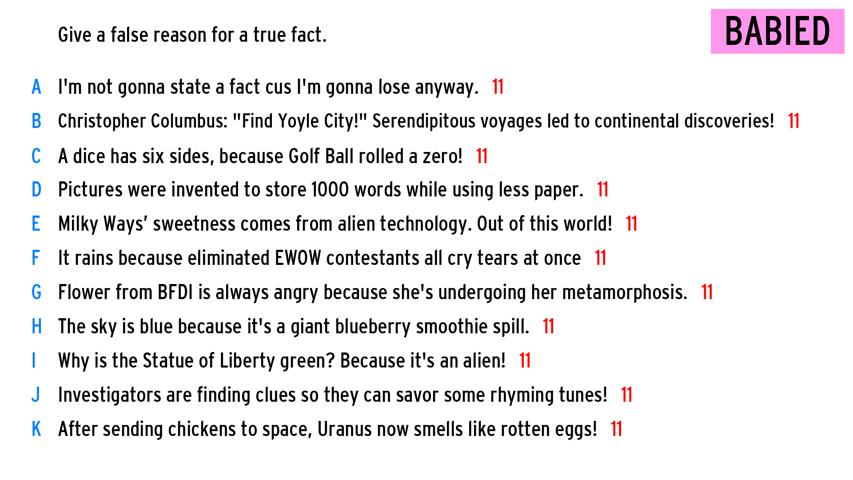 Give a false reason for a true fact.
BABIED
A I'm not gonna state a fact cus I'm gonna lose anyway. 11
B Christopher Columbus: "Find Yoyle City!" Serendipitous voyages led to continental discoveries! 11
C A dice has six sides, because Golf Ball rolled a zero! 11
D Pictures were invented to store 1000 words while using less paper. 11
E Milky Ways’ sweetness comes from alien technology. Out of this world! 11
F It rains because eliminated EWOW contestants all cry tears at once 11
G Flower from BFDI is always angry because she's undergoing her metamorphosis. 11
H The sky is blue because it's a giant blueberry smoothie spill. 11
I Why is the Statue of Liberty green? Because it's an alien! 11
J Investigators are finding clues so they can savor some rhyming tunes! 11
K After sending chickens to space, Uranus now smells like rotten eggs! 11